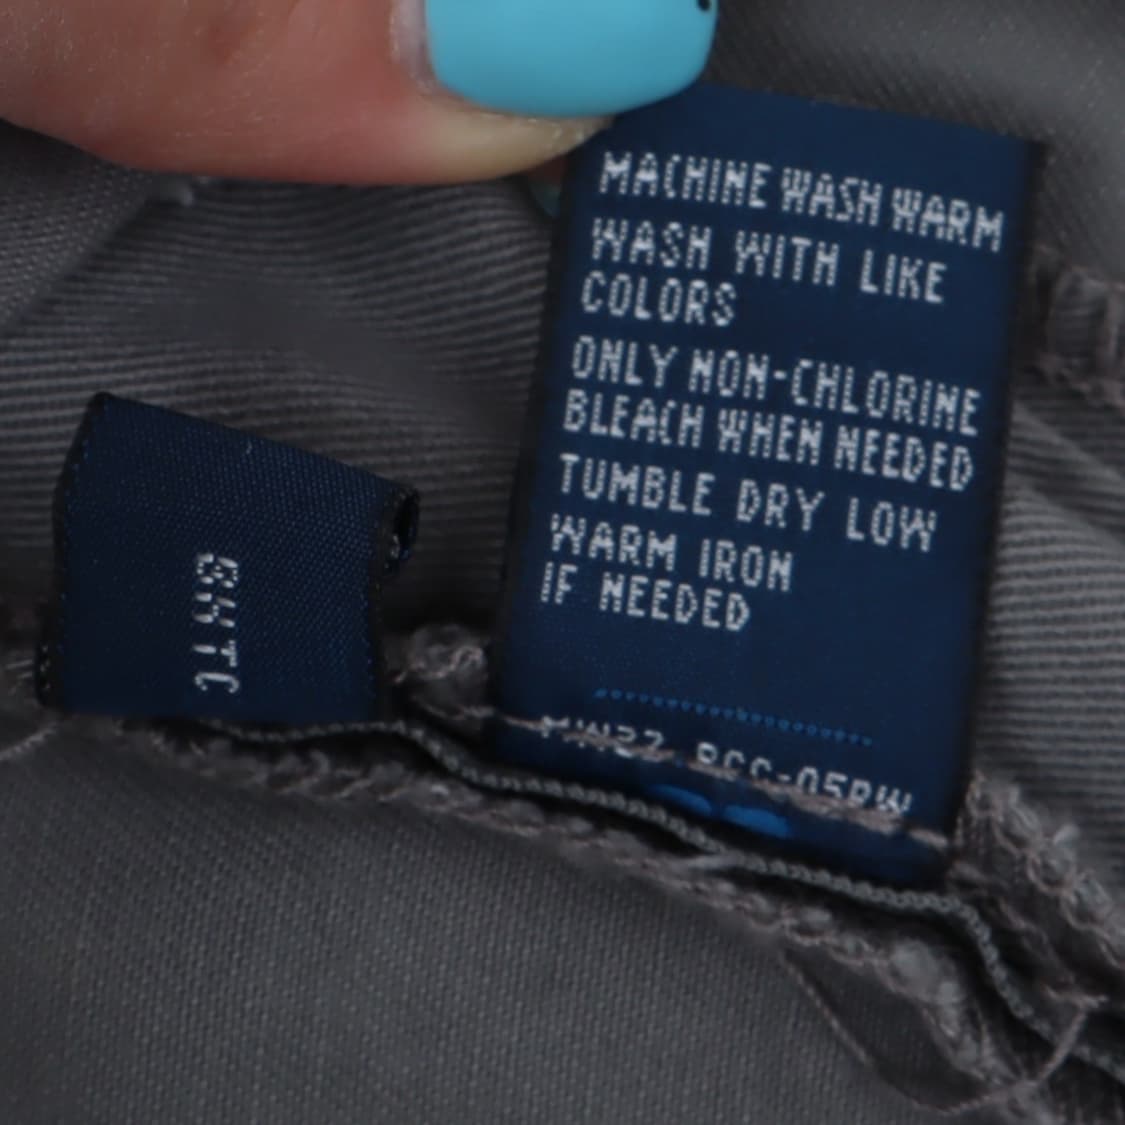 MACHINE WASH WARM
WASH WITH LIKE
COLORS
ONLY NON-CHLORINE
BLEACH WHEN NEEDED
TUMBLE DRY LOW
WARM IRON
IF NEEDED